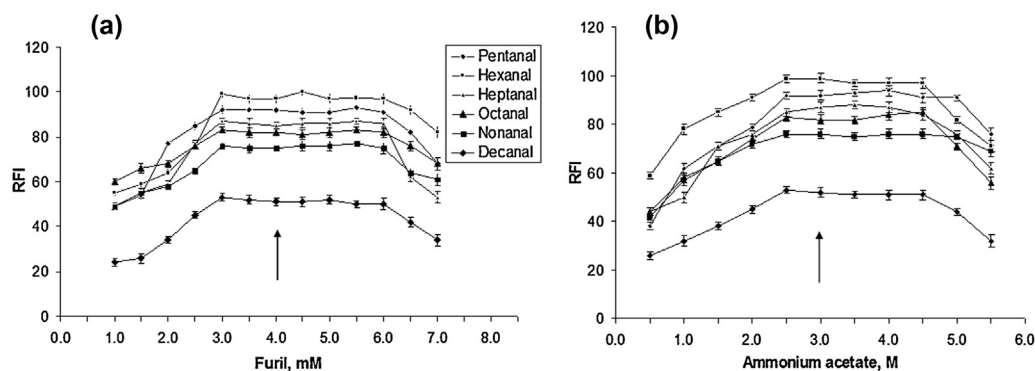 (a)
120
100
80
60
40
20
0
RFI
0.0 1.0 2.0 3.0 4.0 5.0 6.0 7.0 8.0
Furil, mM
Pentanal
Hexanal
Heptanal
Octanal
Nonanal
Decanal
(b)
120
100
80
60
40
20
0
RFI
0.0 1.0 2.0 3.0 4.0 5.0 6.0
Ammonium acetate, M